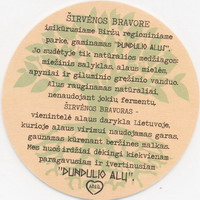 ŠIRVĖNOS BRAVORE
įsikūrusiame Biržų regioniniame
parke, gaminamas "DUNDULIO ALŲ".
Jo sudėtyje tik natūralios medžiagos
miežinis salyklas, alaus mielės,
apyniai ir giluminio gręžinio vanduo.
Alus rauginamas natūraliai
nenaudojant jokių fermentų.
ŠIRVĖNOS BRAVORAS -
vienintelė alaus darykla Lietuvoje,
kurioje alaus virimui naudojamas garas,
gaunamas kūrenant beržines malkas.
Mes nuoširdžiai dėkingi kiekvienam
paragavusiam ir įvertinusiam
"DUNDULIO ALŲ".